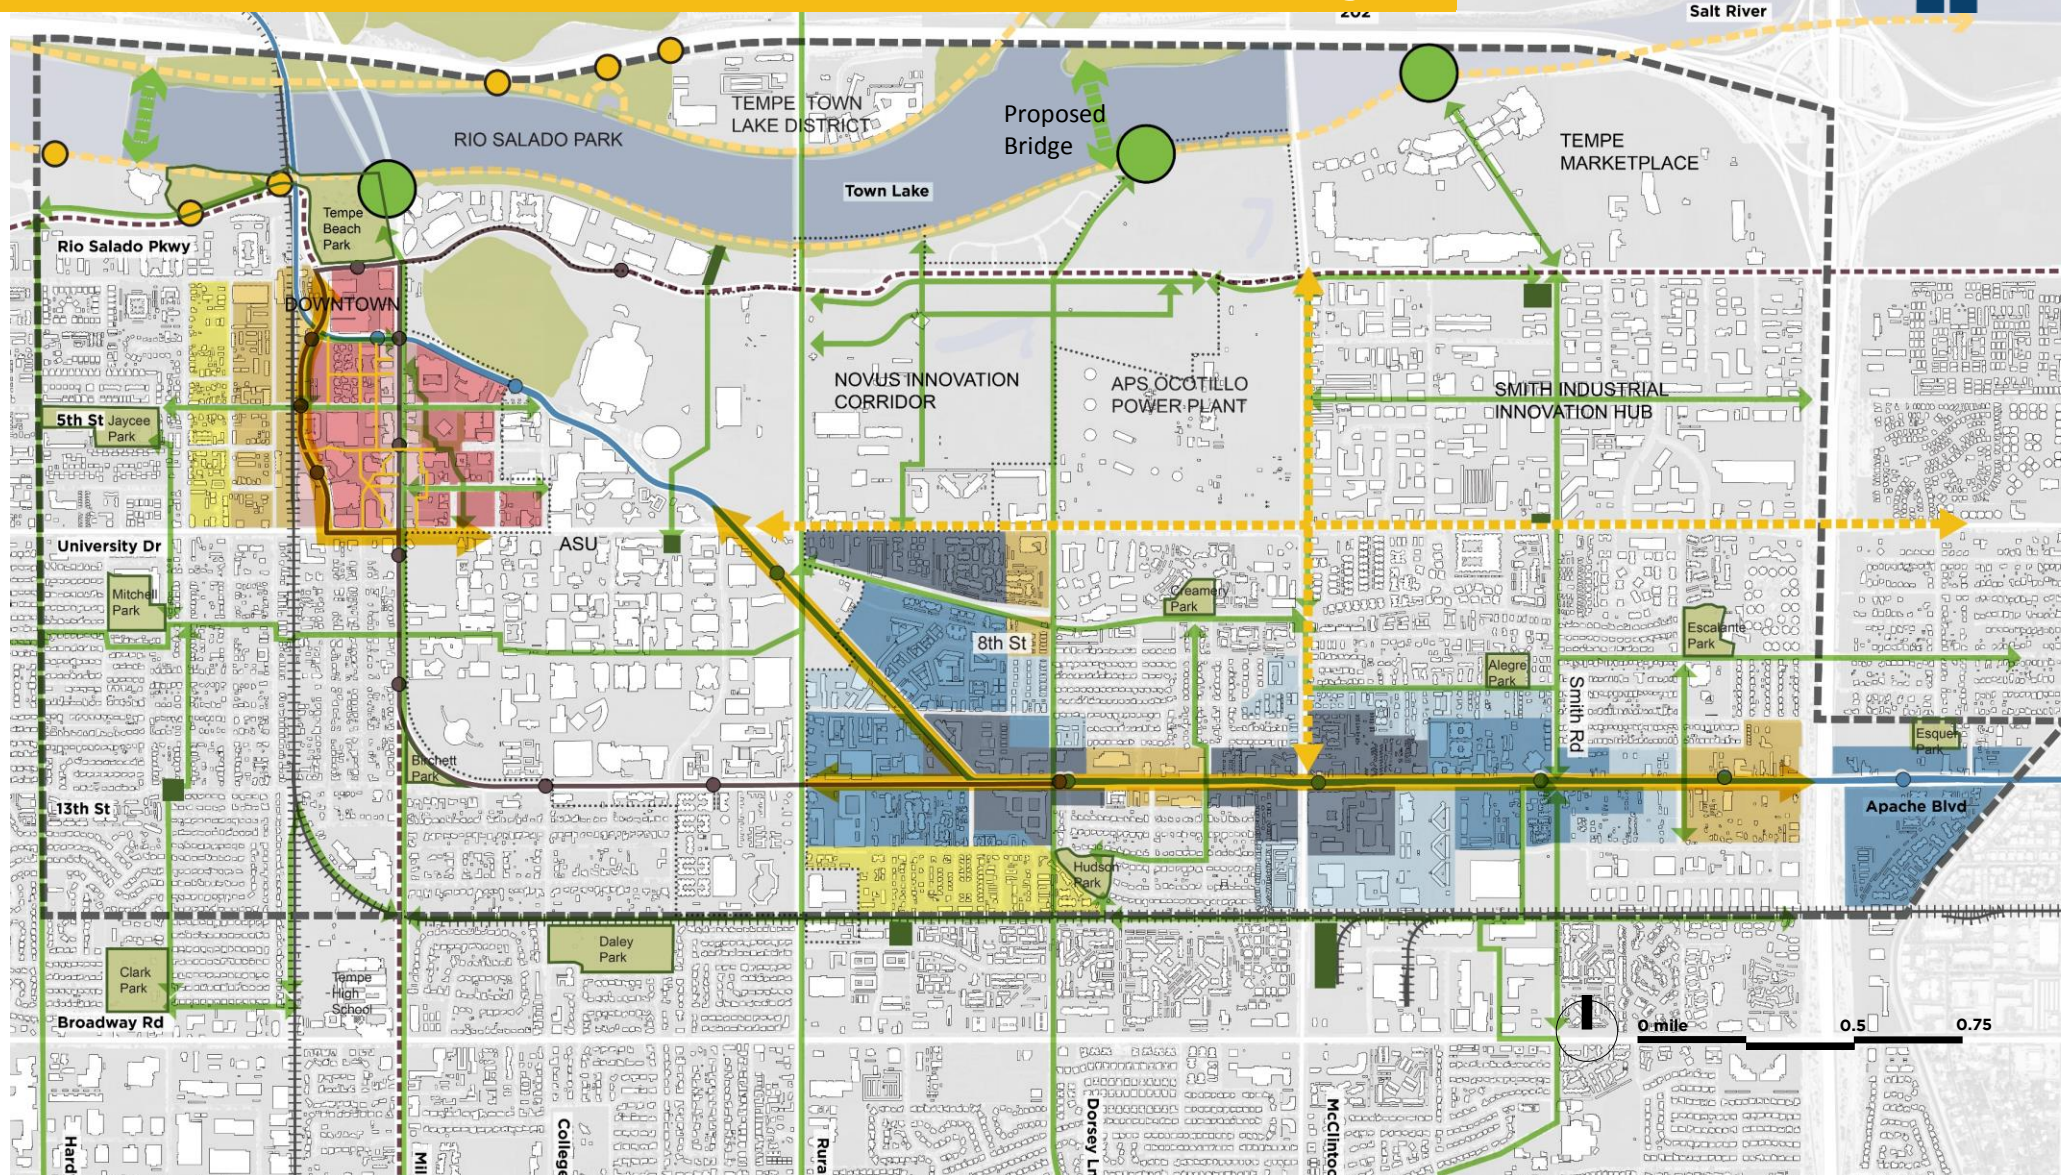 202
Salt River
TEMPE TOWN
LAKE DISTRICT
Proposed
Bridge
RIO SALADO PARK
TEMPE
MARKETPLACE
Town Lake
Tempe
Beach
Park
Rio Salado Pkwy
DOWNTOWN
NOVUS INNOVATION
CORRIDOR
APS OCOTILLO
POWER PLANT
SMITH INDUSTRIAL
INNOVATION HUB
5th St
Jaycee
Park
University Dr
ASU
Mitchell
Park
Creamery
Park
8th St
Escalante
Park
Alegre
Park
Smith Rd
Esquer
Park
Birchett
Park
13th St
Apache Blvd
Hudson
Park
Daley
Park
Clark
Park
Tempe
High
School
Broadway Rd
0 mile
0.5
0.75
Hard
Mil
College
Rura
Dorsey Ln
McClintoc